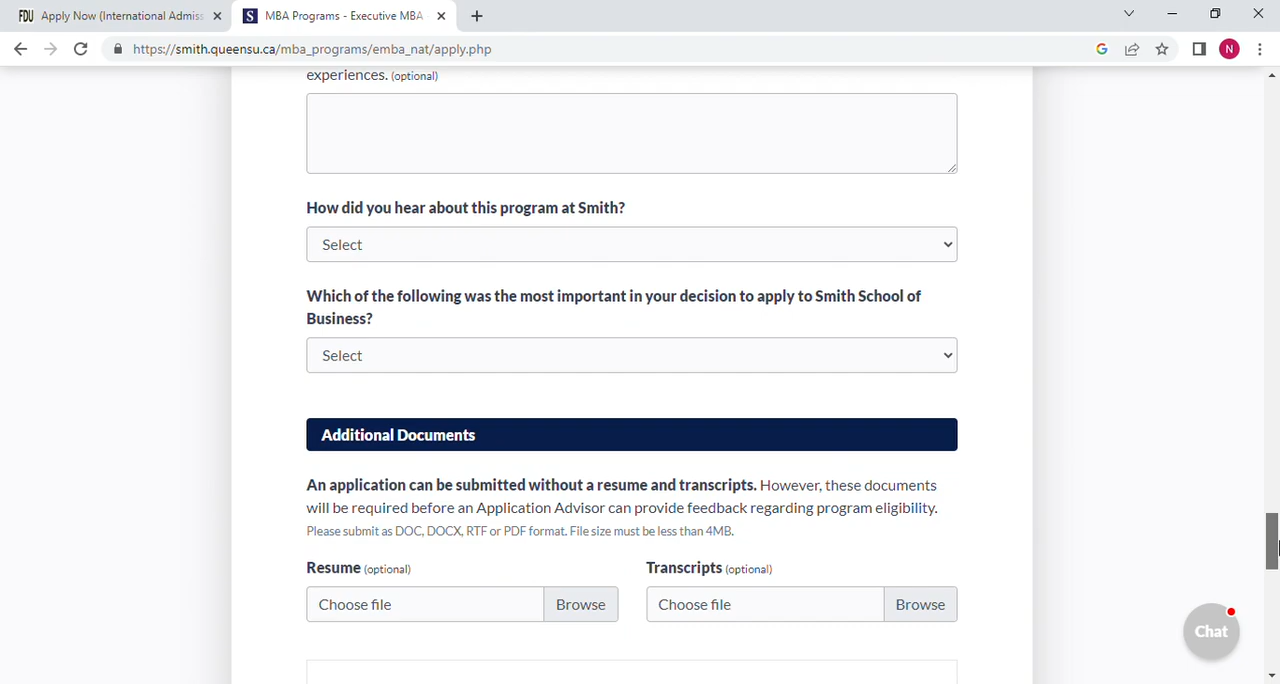 FDU Apply Now (International Admiss
S MBA Programs - Executive MBA
https://smith.queensu.ca/mba_programs/emba_nat/apply.php
G
N
experiences. (optional)
How did you hear about this program at Smith?
Select
Which of the following was the most important in your decision to apply to Smith School of
Business?
Select
Additional Documents
An application can be submitted without a resume and transcripts. However, these documents
will be required before an Application Advisor can provide feedback regarding program eligibility.
Please submit as DOC, DOCX, RTF or PDF format. File size must be less than 4MB.
Resume (optional) Transcripts (optional)
Choose file Browse Choose file Browse
Chat